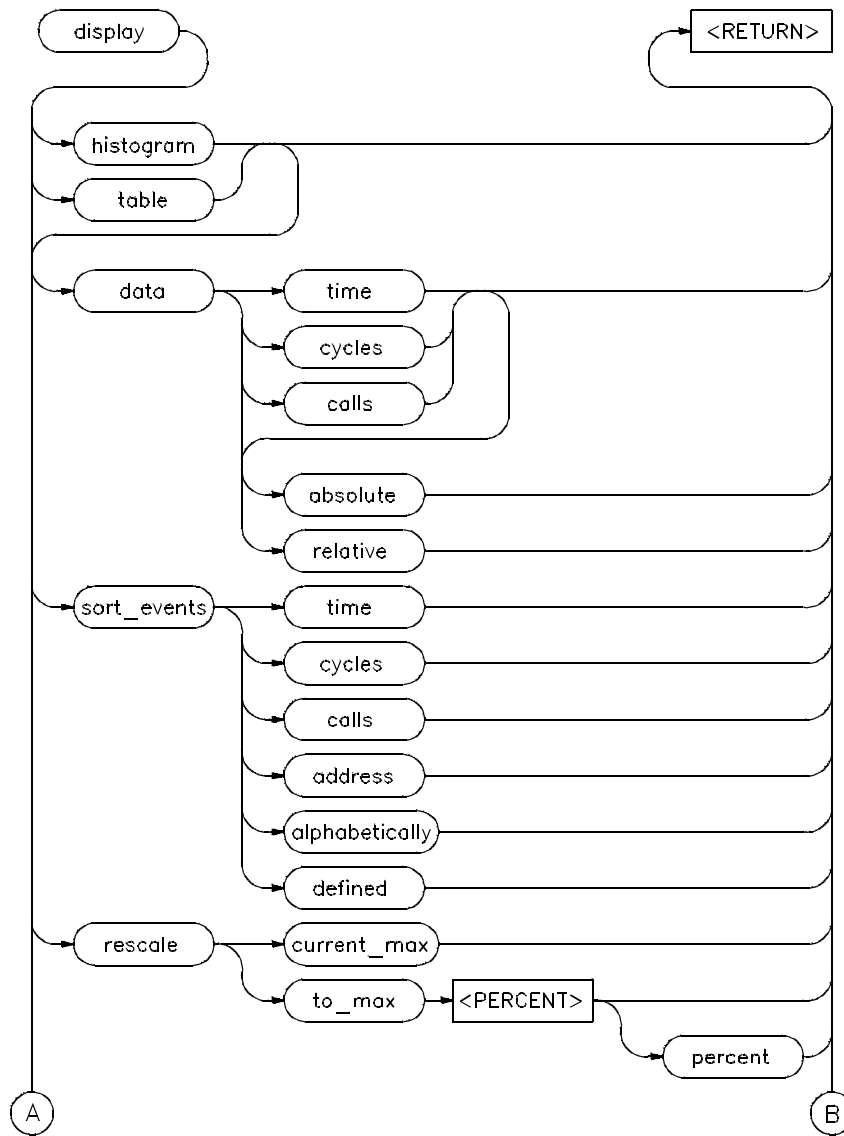 display
<RETURN>
histogram
table
data
time
cycles
calls
absolute
relative
sort_events
time
cycles
calls
address
alphabetically
defined
rescale
current_max
to_max
<PERCENT>
percent
A
B